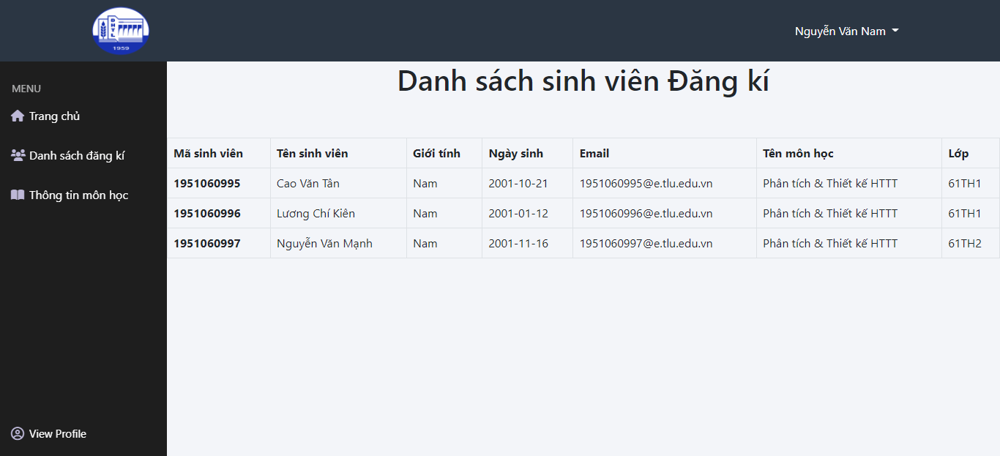 ĐHTL
1959
Nguyễn Văn Nam
MENU
Trang chủ
Danh sách đăng kí
Thông tin môn học
View Profile
Danh sách sinh viên Đăng kí
Mã sinh viên Tên sinh viên Giới tính Ngày sinh Email Tên môn học Lớp
1951060995 Cao Văn Tân Nam 2001-10-21 1951060995@e.tlu.edu.vn Phân tích & Thiết kế HTTT 61TH1
1951060996 Lương Chí Kiên Nam 2001-01-12 1951060996@e.tlu.edu.vn Phân tích & Thiết kế HTTT 61TH1
1951060997 Nguyễn Văn Mạnh Nam 2001-11-16 1951060997@e.tlu.edu.vn Phân tích & Thiết kế HTTT 61TH2